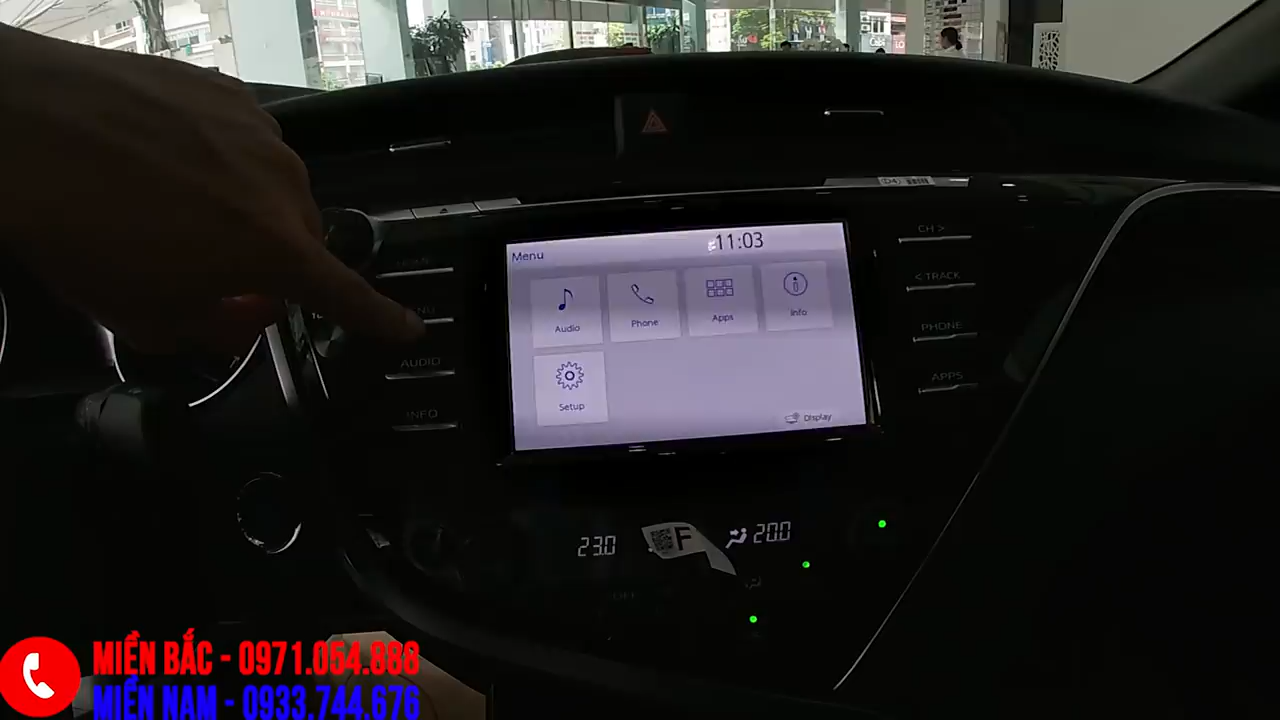 11:03
Menu
Audio
Phone
Apps
Info
Setup
Display
AUDIO
INFO
CH >
< TRACK
PHONE
APPS
23.0
F
20.0
OFF
MIỀN BẮC - 0971.054.888
MIỀN NAM - 0933.744.676